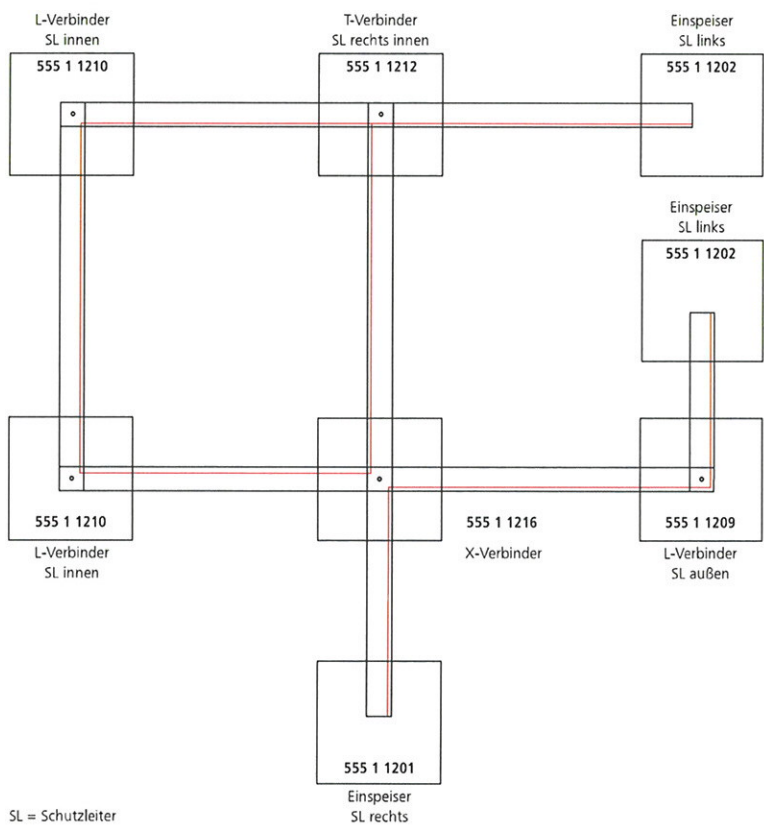 L-Verbinder
SL innen
555 1 1210
T-Verbinder
SL rechts innen
555 1 1212
Einspeiser
SL links
555 1 1202
Einspeiser
SL links
555 1 1202
555 1 1210
L-Verbinder
SL innen
555 1 1216
X-Verbinder
555 1 1209
L-Verbinder
SL außen
555 1 1201
Einspeiser
SL rechts
SL = Schutzleiter